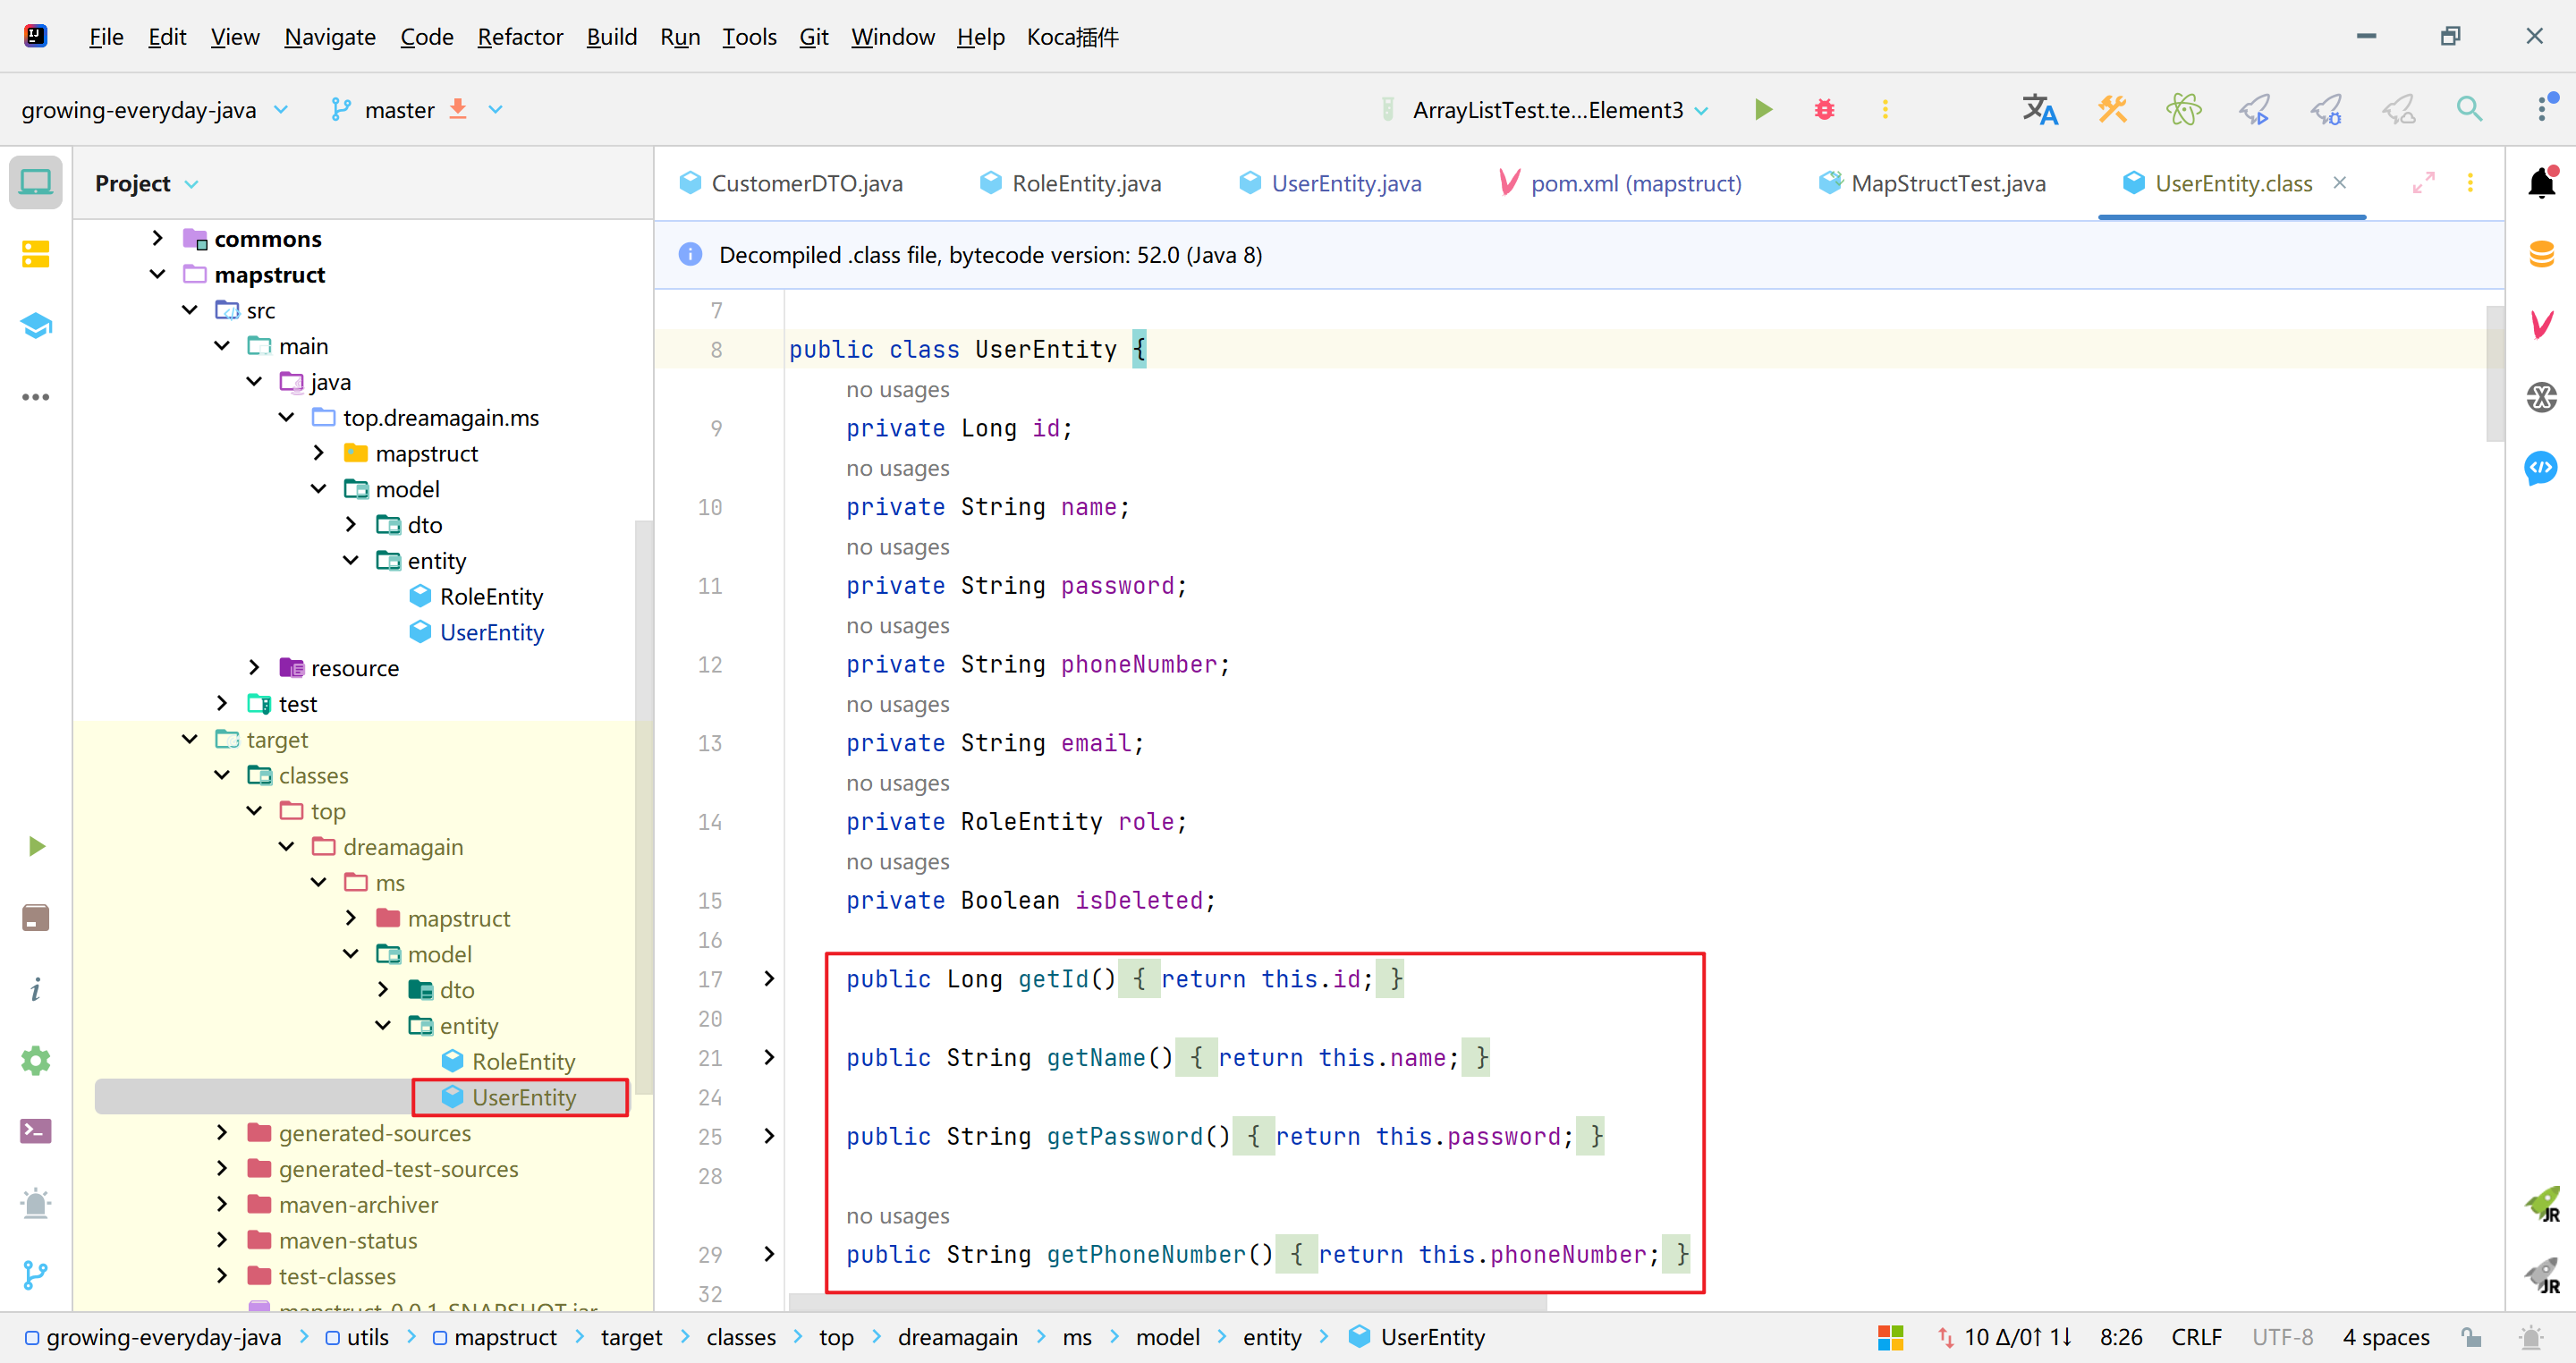 File Edit View Navigate Code Refactor Build Run Tools Git Window Help Koca插件
growing-everyday-java master ArrayListTest.te...Element3
Project
commons
mapstruct
src
main
java
top.dreamagain.ms
mapstruct
model
dto
entity
RoleEntity
UserEntity
resource
test
target
classes
top
dreamagain
ms
mapstruct
model
dto
entity
RoleEntity
UserEntity
generated-sources
generated-test-sources
maven-archiver
maven-status
test-classes
mapstruct-0.0.1-SNAPSHOT.jar
CustomerDTO.java RoleEntity.java UserEntity.java pom.xml (mapstruct) MapStructTest.java UserEntity.class
Decompiled .class file, bytecode version: 52.0 (Java 8)
7
8 public class UserEntity {
no usages
9 private Long id;
no usages
10 private String name;
no usages
11 private String password;
no usages
12 private String phoneNumber;
no usages
13 private String email;
no usages
14 private RoleEntity role;
no usages
15 private Boolean isDeleted;
16
17 public Long getId() { return this.id; }
20
21 public String getName() { return this.name; }
24
25 public String getPassword() { return this.password; }
28
no usages
29 public String getPhoneNumber() { return this.phoneNumber; }
32
JR
JR
growing-everyday-java utils mapstruct target classes top dreamagain ms model entity UserEntity 10 Δ/0↑ 1↓ 8:26 CRLF UTF-8 4 spaces